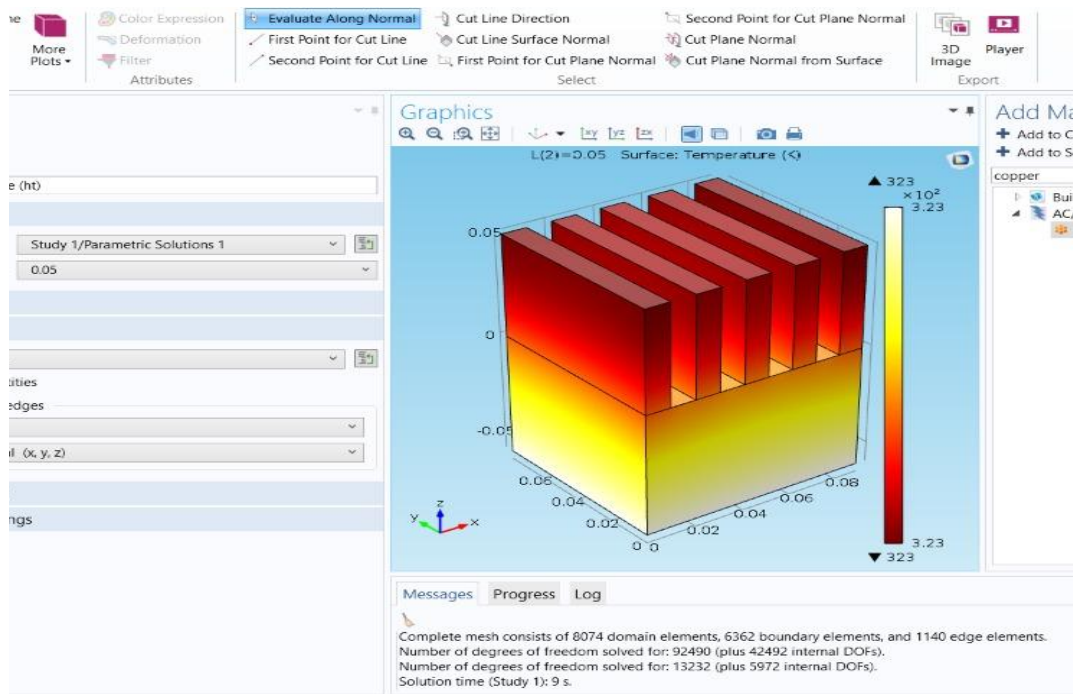 Color Expression
Evaluate Along Normal
Cut Line Direction
Second Point for Cut Plane Normal
Deformation
First Point for Cut Line
Cut Line Surface Normal
Cut Plane Normal
More
Plots
Filter
Second Point for Cut Line
First Point for Cut Plane Normal
Cut Plane Normal from Surface
3D
Image
Player
Attributes
Select
Export
e (ht)
Study 1/Parametric Solutions 1
0.05
edges
(x, y, z)
Graphics
xy yz zx
L(2)=0.05 Surface: Temperature (K)
323
×10²
3.23
0.05
0
-0.05
0.06
0.04
0.02
0
0
0.02
0.04
0.06
0.08
z
y
x
3.23
323
Add Ma
Add to C
Add to S
copper
Bui
AC/
Messages Progress Log
Complete mesh consists of 8074 domain elements, 6362 boundary elements, and 1140 edge elements.
Number of degrees of freedom solved for: 92490 (plus 42492 internal DOFs).
Number of degrees of freedom solved for: 13232 (plus 5972 internal DOFs).
Solution time (Study 1): 9 s.